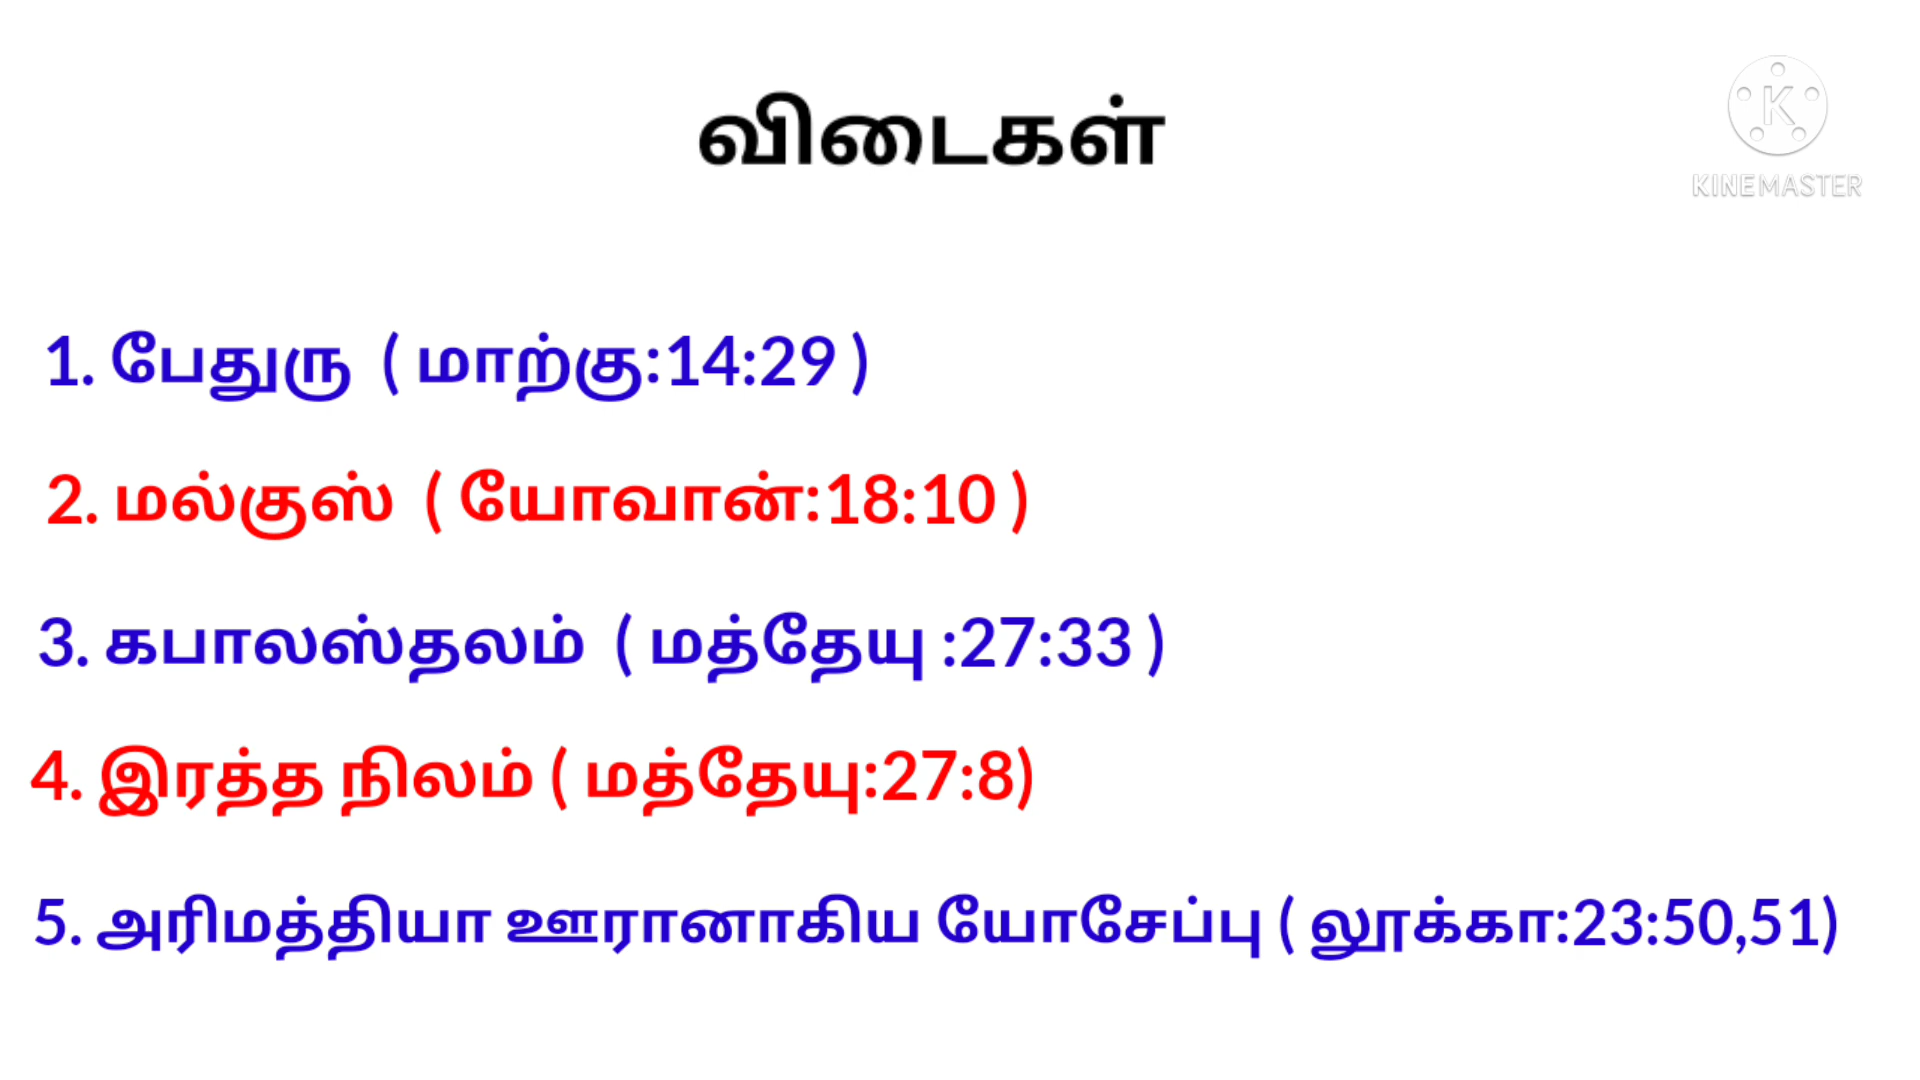 விடைகள்
KINEMASTER
1. பேதுரு ( மாற்கு:14:29 )
2. மல்குஸ் ( யோவான்:18:10 )
3. கபாலஸ்தலம் ( மத்தேயு :27:33 )
4. இரத்த நிலம் ( மத்தேயு:27:8)
5. அரிமத்தியா ஊரானாகிய யோசேப்பு ( லூக்கா:23:50,51)